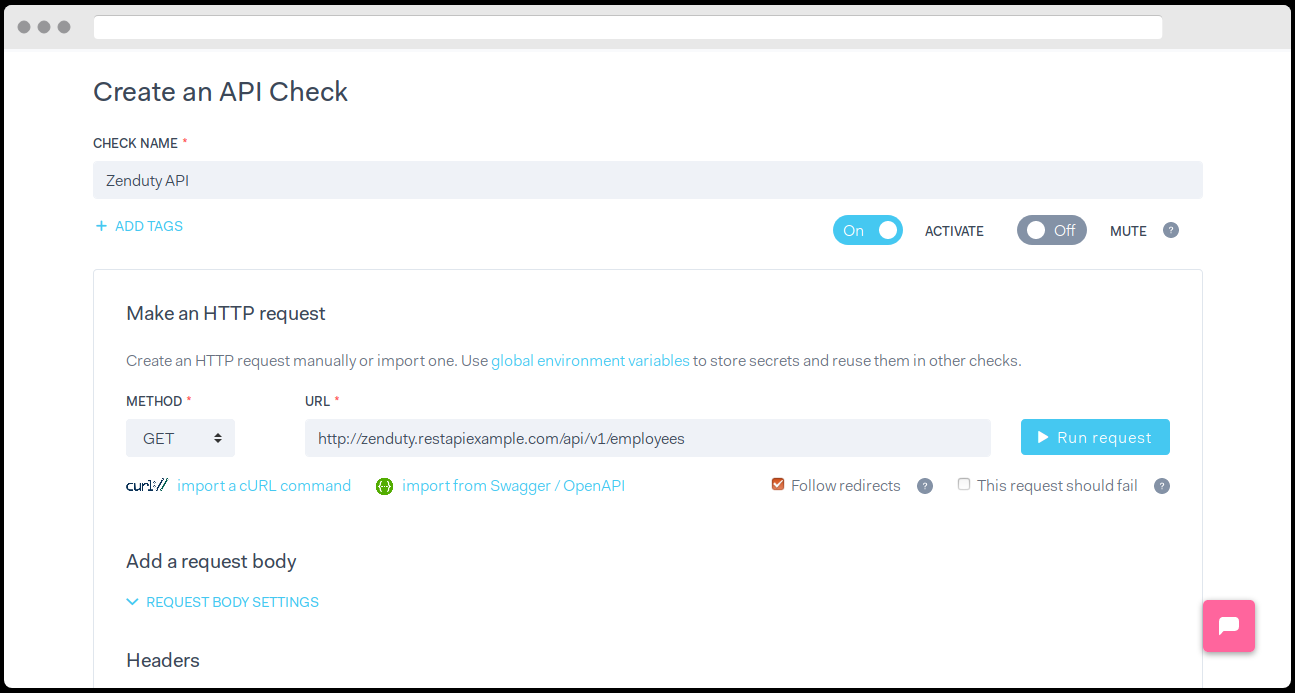 Create an API Check
CHECK NAME *
Zenduty API
+ ADD TAGS
On ACTIVATE Off MUTE ?
Make an HTTP request
Create an HTTP request manually or import one. Use global environment variables to store secrets and reuse them in other checks.
METHOD * URL *
GET http://zenduty.restapiexample.com/api/v1/employees Run request
curl:// import a cURL command {··} import from Swagger / OpenAPI Follow redirects ? This request should fail ?
Add a request body
REQUEST BODY SETTINGS
Headers